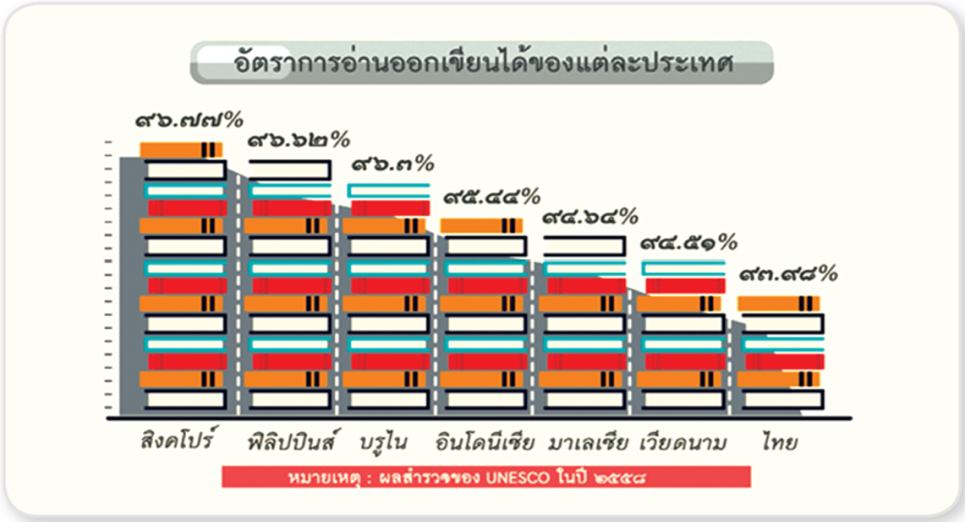 อัตราการอ่านออกเขียนได้ของแต่ละประเทศ
๙๖.๗๗%
๙๖.๖๒%
๙๖.๓%
๙๕.๔๔%
๙๔.๖๔%
๙๔.๕๑%
๙๓.๙๘%
สิงคโปร์ ฟิลิปปินส์ บรูไน อินโดนีเซีย มาเลเซีย เวียดนาม ไทย
หมายเหตุ : ผลสำรวจของ UNESCO ในปี ๒๕๕๘